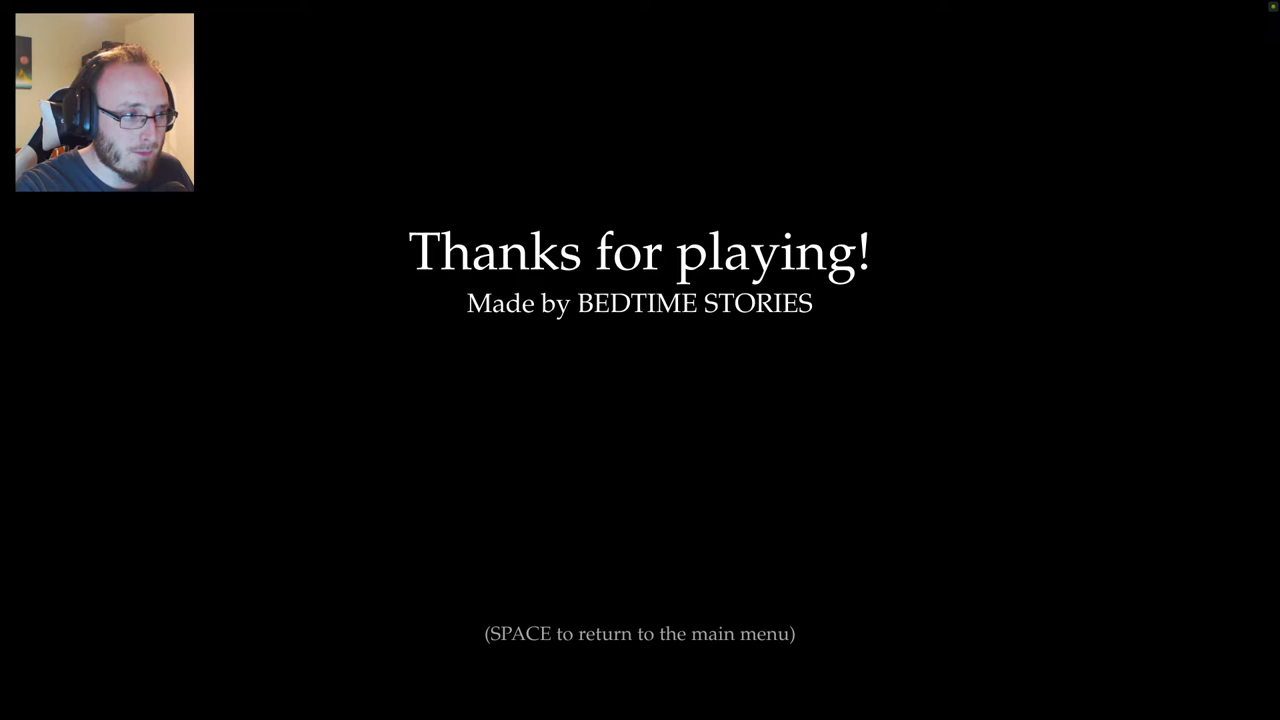 Thanks for playing!
Made by BEDTIME STORIES
(SPACE to return to the main menu)